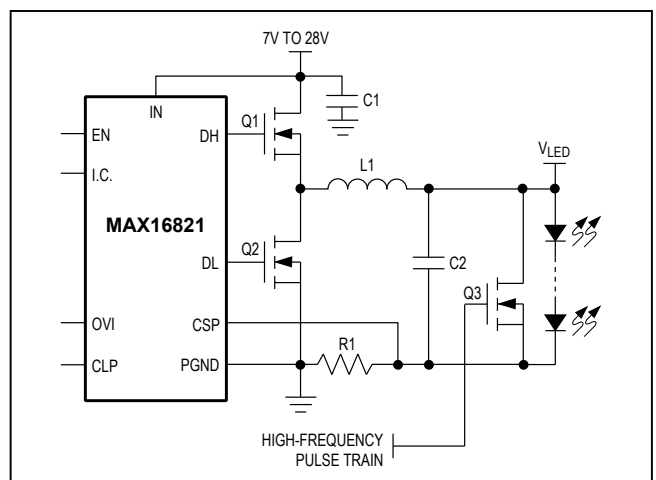 7V TO 28V
C1
IN
Q1
EN
DH
I.C.
L1
VLED
MAX16821
Q2
C2
DL
Q3
OVI
CSP
R1
CLP
PGND
HIGH-FREQUENCY
PULSE TRAIN